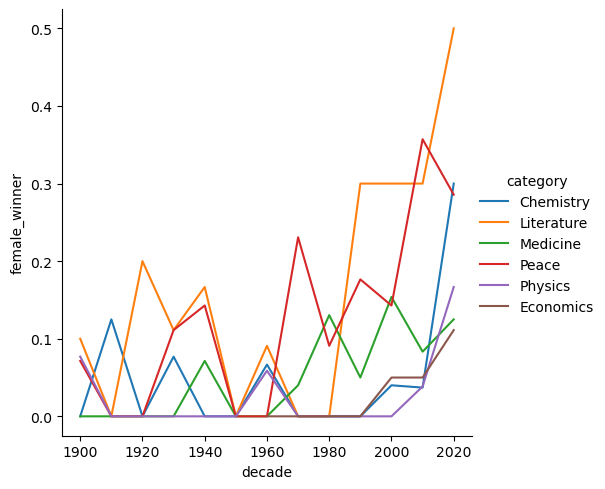 0.5
0.4
0.3
0.2
0.1
0.0
female_winner
1900
1920
1940
1960
1980
2000
2020
decade
category
Chemistry
Literature
Medicine
Peace
Physics
Economics